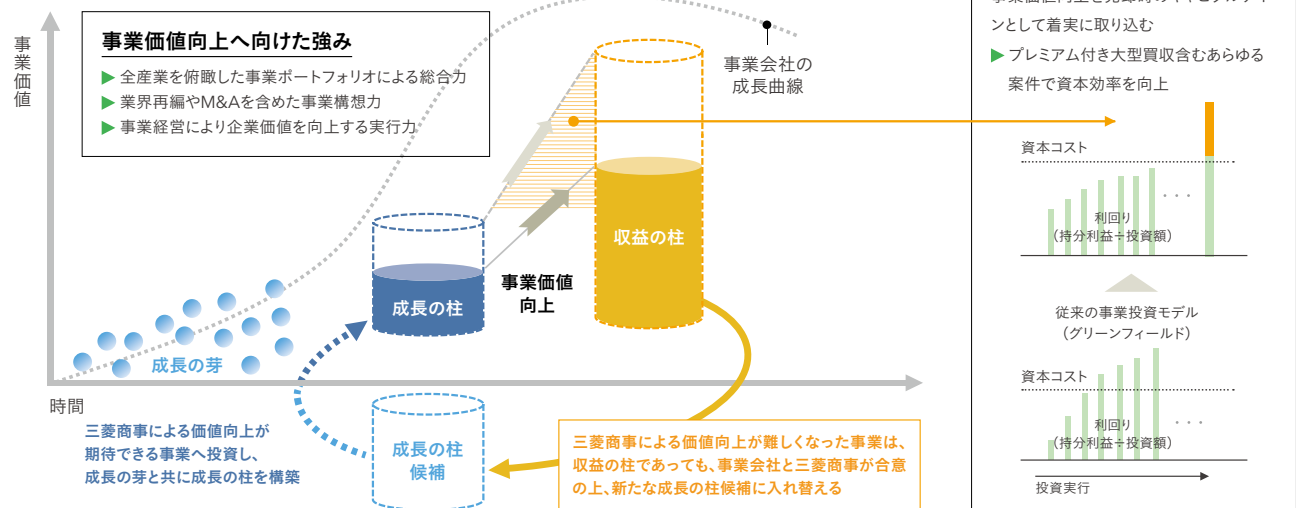 事業価値
事業価値向上へ向けた強み
▶ 全産業を俯瞰した事業ポートフォリオによる総合力
▶ 業界再編やM&Aを含めた事業構想力
▶ 事業経営により企業価値を向上する実行力
事業会社の
成長曲線
収益の柱
成長の柱
事業価値
向上
成長の芽
時間
三菱商事による価値向上が
期待できる事業へ投資し、
成長の芽と共に成長の柱を構築
成長の柱
候補
三菱商事による価値向上が難しくなった事業は、
収益の柱であっても、事業会社と三菱商事が合意
の上、新たな成長の柱候補に入れ替える
ンとして着実に取り込む
▶ プレミアム付き大型買収含むあらゆる
案件で資本効率を向上
資本コスト
・・・
利回り
(持分利益÷投資額)
従来の事業投資モデル
(グリーンフィールド)
資本コスト
利回り
・・・
(持分利益÷投資額)
投資実行